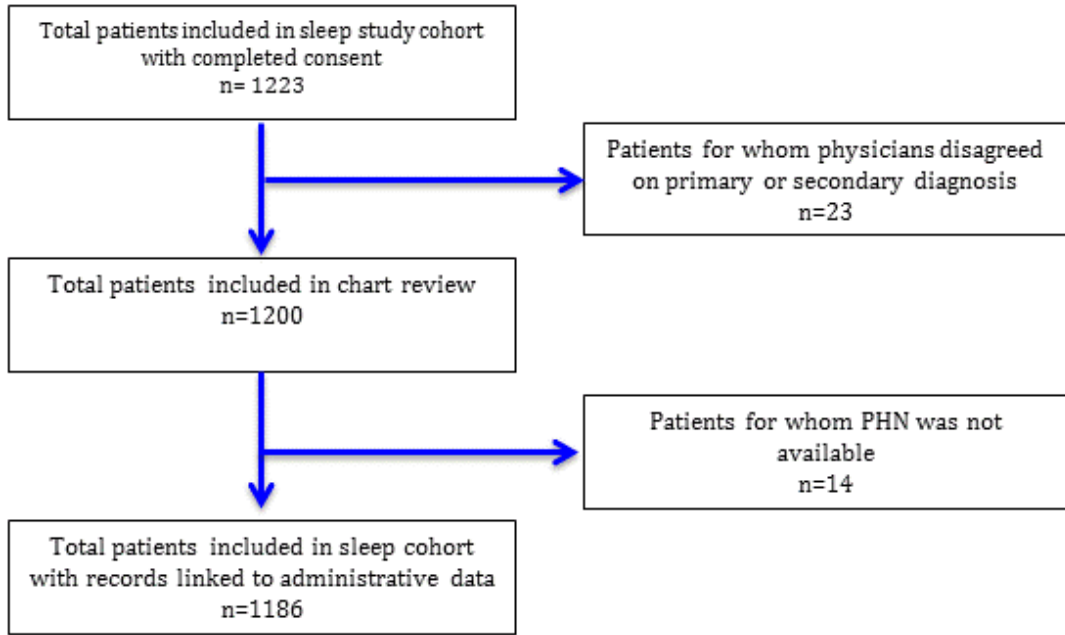 Total patients included in sleep study cohort
with completed consent
n= 1223
Patients for whom physicians disagreed
on primary or secondary diagnosis
n=23
Total patients included in chart review
n=1200
Patients for whom PHN was not
available
n=14
Total patients included in sleep cohort
with records linked to administrative data
n=1186